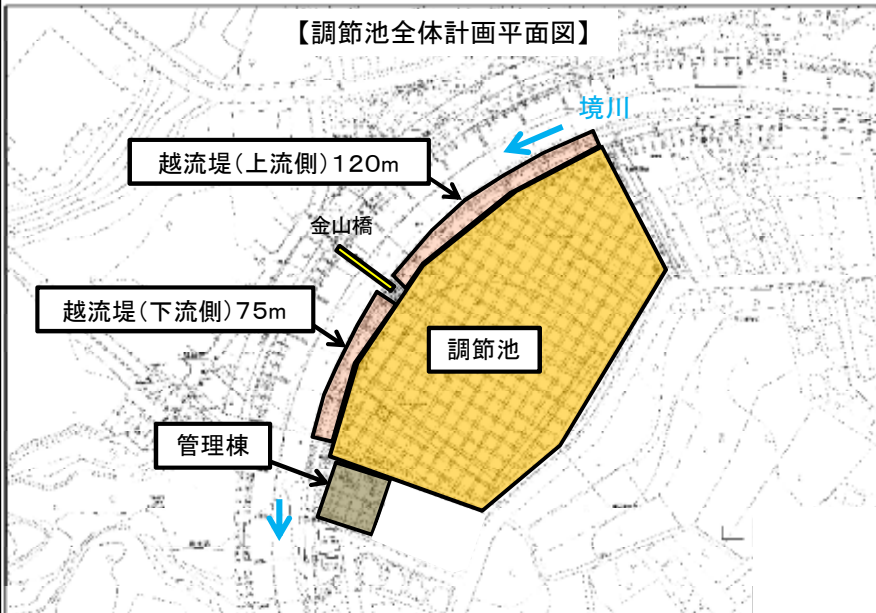 【調節池全体計画平面図】
境川
越流堤(上流側)120m
金山橋
越流堤(下流側)75m
調節池
管理棟